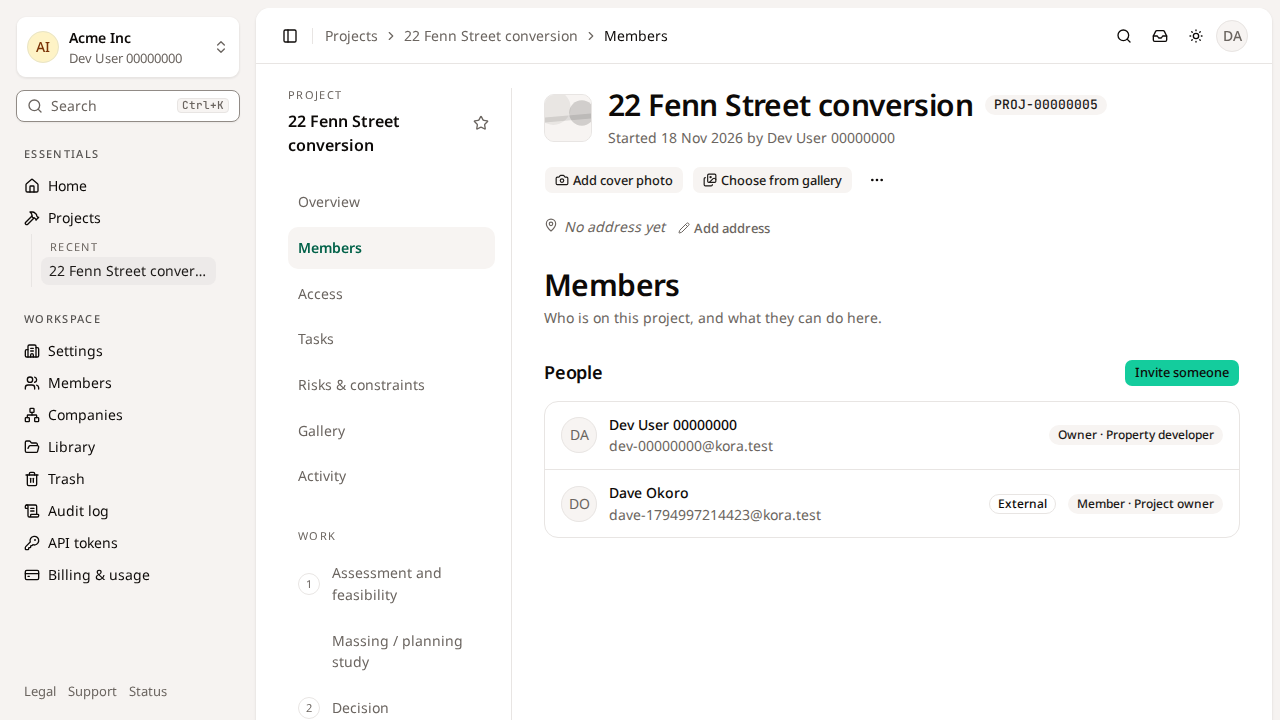 AI
Acme Inc
Dev User 00000000
Search
Ctrl+K
ESSENTIALS
Home
Projects
RECENT
22 Fenn Street conver...
WORKSPACE
Settings
Members
Companies
Library
Trash
Audit log
API tokens
Billing & usage
Legal Support Status
Projects
22 Fenn Street conversion
Members
DA
PROJECT
22 Fenn Street
conversion
Overview
Members
Access
Tasks
Risks & constraints
Gallery
Activity
WORK
1
Assessment and
feasibility
Massing / planning
study
2
Decision
22 Fenn Street conversion
PROJ-00000005
Started 18 Nov 2026 by Dev User 00000000
Add cover photo
Choose from gallery
No address yet
Add address
Members
Who is on this project, and what they can do here.
People
Invite someone
DA
Dev User 00000000
dev-00000000@kora.test
Owner · Property developer
DO
Dave Okoro
dave-1794997214423@kora.test
External
Member · Project owner